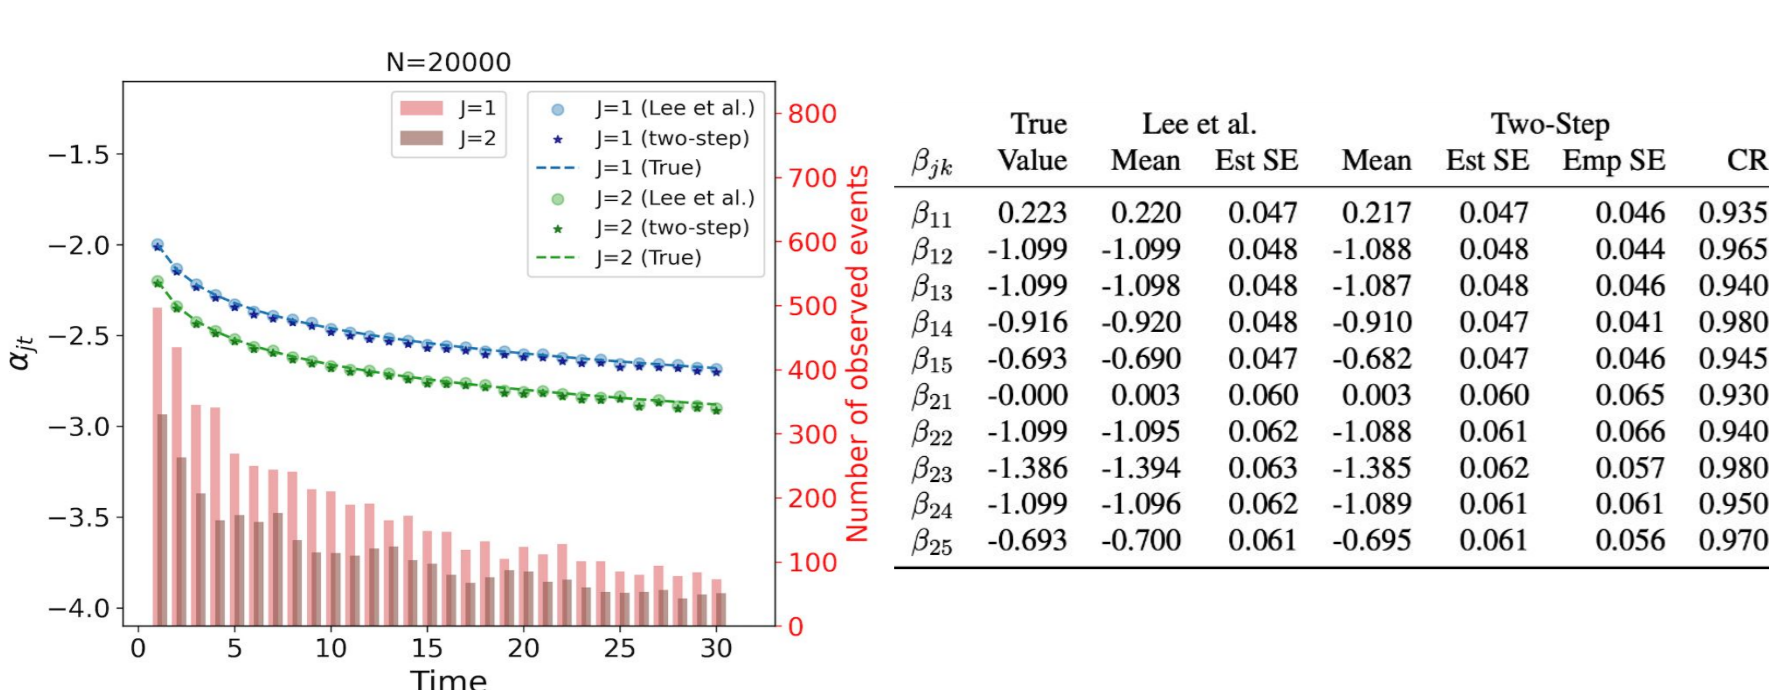 N=20000
J=1
J=2
J=1 (Lee et al.)
J=1 (two-step)
J=1 (True)
J=2 (Lee et al.)
J=2 (two-step)
J=2 (True)
−1.5
−2.0
−2.5
−3.0
−3.5
−4.0
α_jt
800
700
600
500
400
300
200
100
0
Number of observed events
0 5 10 15 20 25 30
Time
True Lee et al. Two-Step
β_jk Value Mean Est SE Mean Est SE Emp SE CR
β_11 0.223 0.220 0.047 0.217 0.047 0.046 0.935
β_12 -1.099 -1.099 0.048 -1.088 0.048 0.044 0.965
β_13 -1.099 -1.098 0.048 -1.087 0.048 0.046 0.940
β_14 -0.916 -0.920 0.048 -0.910 0.047 0.041 0.980
β_15 -0.693 -0.690 0.047 -0.682 0.047 0.046 0.945
β_21 -0.000 0.003 0.060 0.003 0.060 0.065 0.930
β_22 -1.099 -1.095 0.062 -1.088 0.061 0.066 0.940
β_23 -1.386 -1.394 0.063 -1.385 0.062 0.057 0.980
β_24 -1.099 -1.096 0.062 -1.089 0.061 0.061 0.950
β_25 -0.693 -0.700 0.061 -0.695 0.061 0.056 0.970